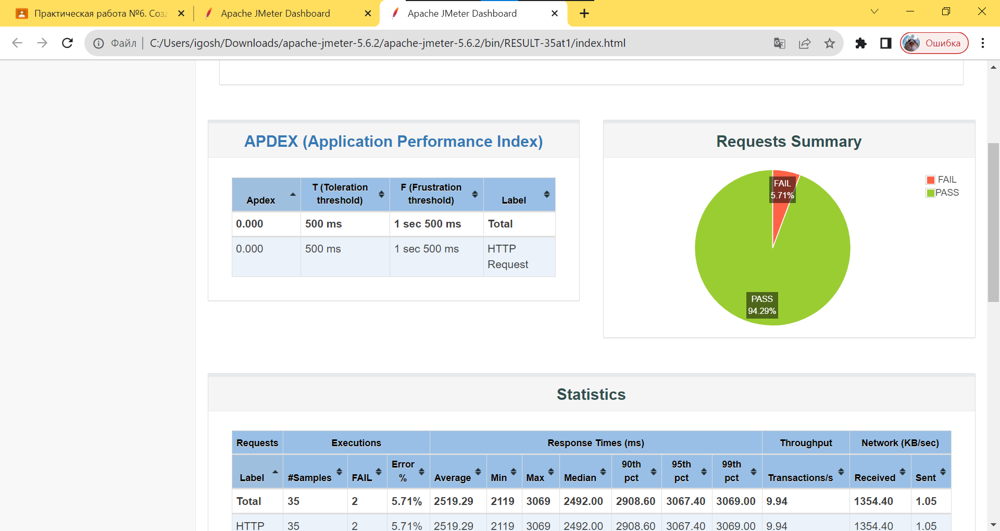 Практическая работа №6. Созд
Apache JMeter Dashboard
Apache JMeter Dashboard
Файл
C:/Users/igosh/Downloads/apache-jmeter-5.6.2/apache-jmeter-5.6.2/bin/RESULT-35at1/index.html
Ошибка
APDEX (Application Performance Index)
Apdex
T (Toleration
threshold)
F (Frustration
threshold)
Label
0.000 500 ms 1 sec 500 ms Total
0.000 500 ms 1 sec 500 ms HTTP
Request
Requests Summary
FAIL
PASS
FAIL
5.71%
PASS
94.29%
Statistics
Requests Executions Response Times (ms) Throughput Network (KB/sec)
Label
#Samples
FAIL
Error
%
Average
Min
Max
Median
90th
pct
95th
pct
99th
pct
Transactions/s
Received
Sent
Total 35 2 5.71% 2519.29 2119 3069 2492.00 2908.60 3067.40 3069.00 9.94 1354.40 1.05
HTTP 35 2 5.71% 2519.29 2119 3069 2492.00 2908.60 3067.40 3069.00 9.94 1354.40 1.05